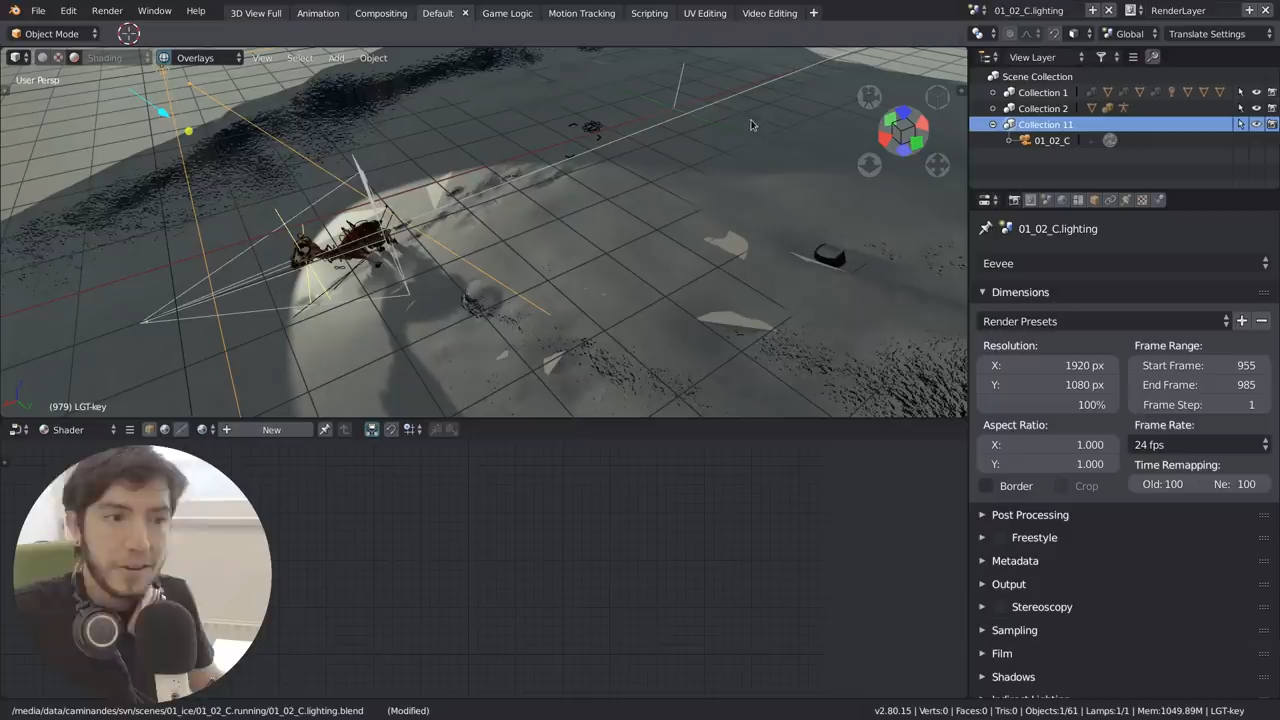 File Edit Render Window Help 3D View Full Animation Compositing Default Game Logic Motion Tracking Scripting UV Editing Video Editing 01_02_C.lighting RenderLayer
Object Mode Global Translate Settings
Shading Overlays View Select Add Object View Layer
User Persp
Scene Collection
Collection 1
Collection 2
Collection 11
01_02_C
01_02_C.lighting
Eevee
Dimensions
Render Presets
Resolution: Frame Range:
X: 1920 px Start Frame: 955
Y: 1080 px End Frame: 985
100% Frame Step: 1
Aspect Ratio: Frame Rate:
X: 1.000 24 fps
Y: 1.000 Time Remapping:
Border Crop Old: 100 Ne: 100
Post Processing
Freestyle
Metadata
Output
Stereoscopy
Sampling
Film
Shadows
(979) LGT-key
Shader New
/media/data/caminandes/svn/scenes/01_ice/01_02_C.running/01_02_C.lighting.blend (Modified) v2.80.15 | Verts:0 | Faces:0 | Tris:0 | Objects:1/61 | Lamps:1/1 | Mem:1049.89M | LGT-key